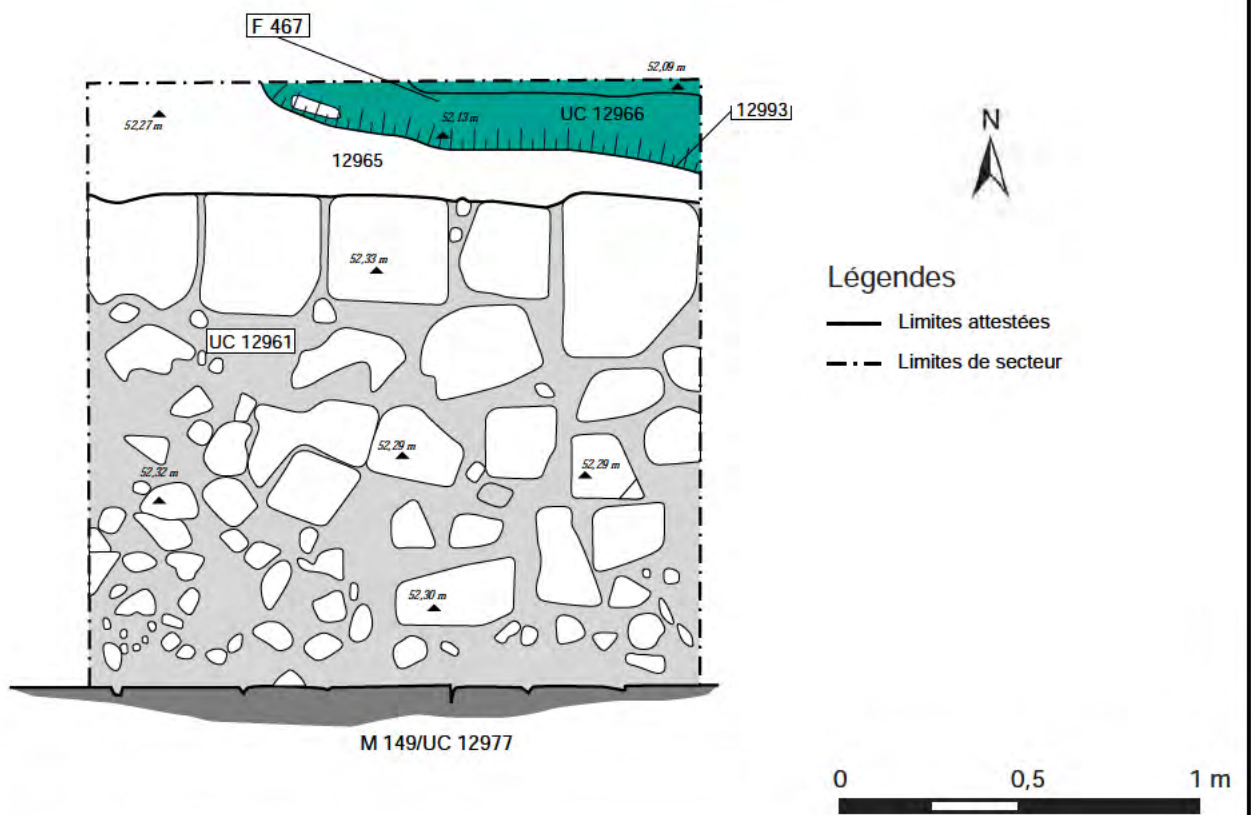 F 467
52,09 m
52,27 m
52,13 m
UC 12966
12993
12965
N
52,33 m
Légendes
Limites attestées
UC 12961
Limites de secteur
52,29 m
52,32 m
52,29 m
52,30 m
M 149/UC 12977
0 0,5 1 m